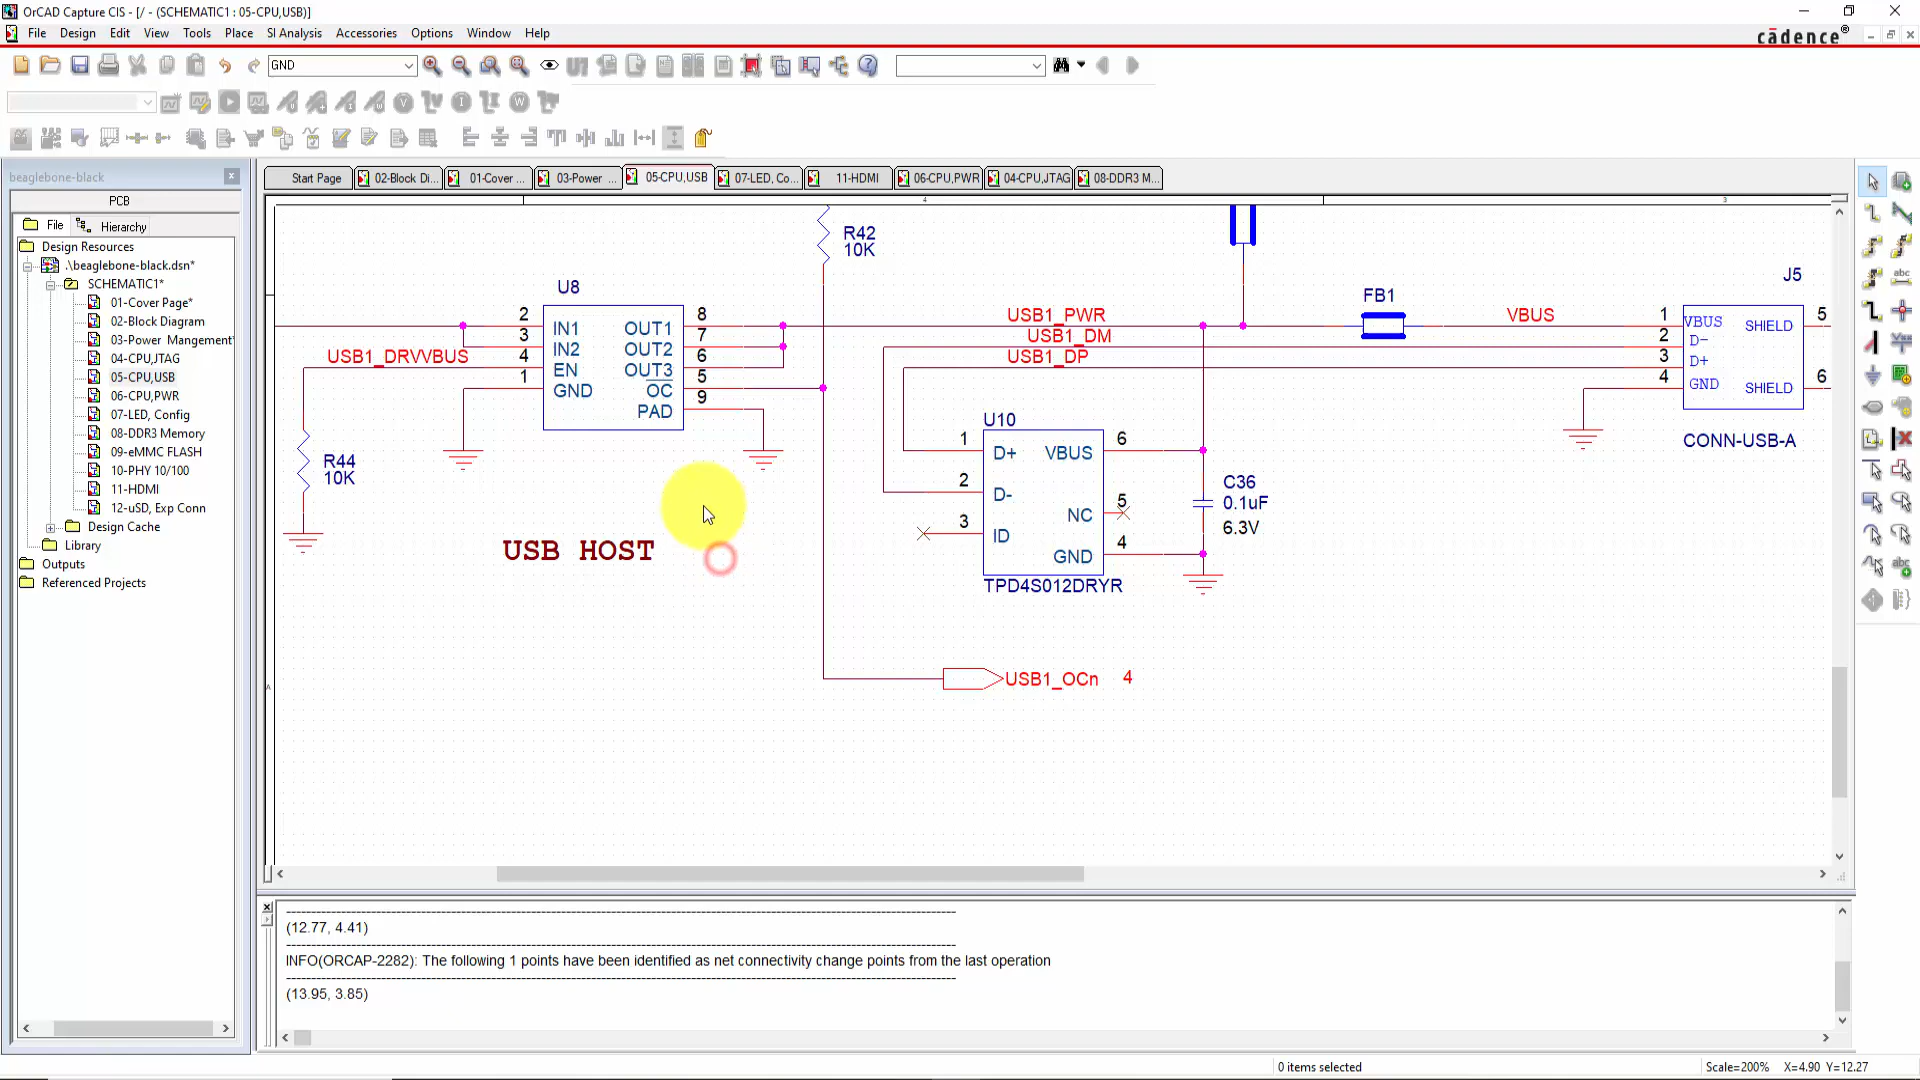 OrCAD Capture CIS - [/ - (SCHEMATIC1 : 05-CPU,USB)]
File Design Edit View Tools Place SI Analysis Accessories Options Window Help
cādence®
GND
beaglebone-black
PCB
File Hierarchy
Design Resources
.\beaglebone-black.dsn*
SCHEMATIC1*
01-Cover Page*
02-Block Diagram
03-Power Mangement*
04-CPU,JTAG
05-CPU,USB
06-CPU,PWR
07-LED, Config
08-DDR3 Memory
09-eMMC FLASH
10-PHY 10/100
11-HDMI
12-uSD, Exp Conn
Design Cache
Library
Outputs
Referenced Projects
Start Page 02-Block Di... 01-Cover ... 03-Power ... 05-CPU,USB 07-LED, Co... 11-HDMI 06-CPU,PWR 04-CPU,JTAG 08-DDR3 M...
4 3
R42
10K
U8
2 IN1 OUT1 8
3 IN2 OUT2 7
4 EN OUT3 6
1 GND OC 5
PAD 9
USB1_DRVVBUS
R44
10K
USB HOST
USB1_PWR
USB1_DM
USB1_DP
FB1
VBUS
J5
1 VBUS SHIELD 5
2 D-
3 D+
4 GND SHIELD 6
CONN-USB-A
U10
1 D+ VBUS 6
2 D-
NC 5
3 ID
GND 4
TPD4S012DRYR
C36
0.1uF
6.3V
USB1_OCn 4
(12.77, 4.41)
INFO(ORCAP-2282): The following 1 points have been identified as net connectivity change points from the last operation
(13.95, 3.85)
0 items selected
Scale=200% X=4.90 Y=12.27